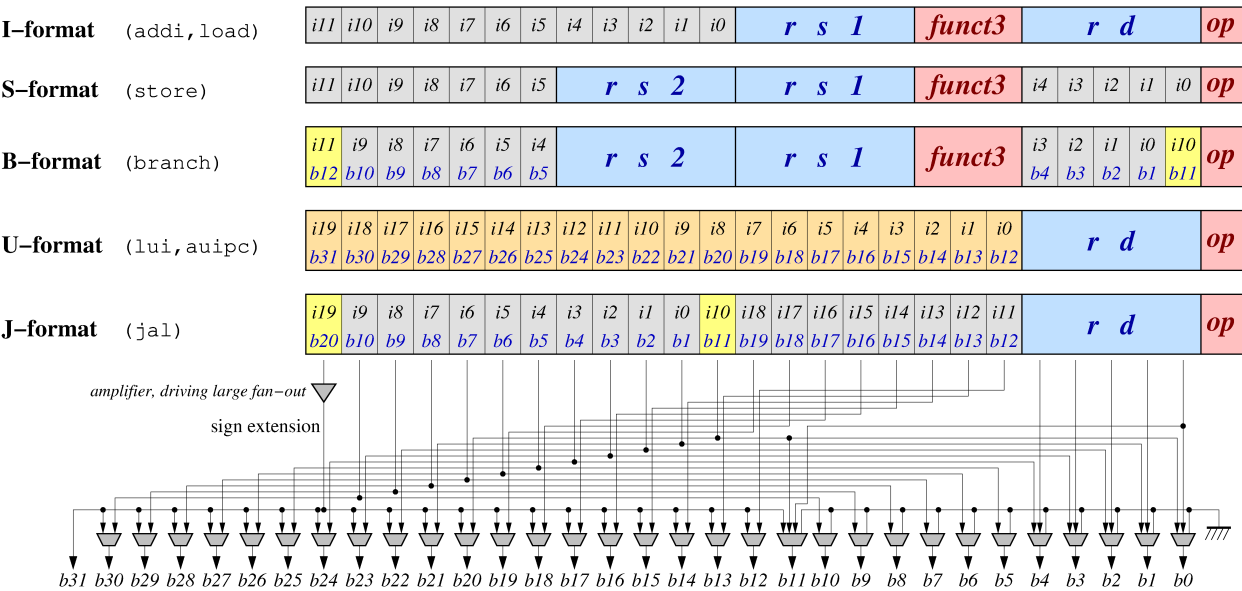 I−format (addi,load) i11 i10 i9 i8 i7 i6 i5 i4 i3 i2 i1 i0 r s 1 funct3 r d op
S−format (store) i11 i10 i9 i8 i7 i6 i5 r s 2 r s 1 funct3 i4 i3 i2 i1 i0 op
i11 i9 i8 i7 i6 i5 i4 i3 i2 i1 i0 i10
B−format (branch) r s 2 r s 1 funct3 op
b12 b10 b9 b8 b7 b6 b5 b4 b3 b2 b1 b11
i19 i18 i17 i16 i15 i14 i13 i12 i11 i10 i9 i8 i7 i6 i5 i4 i3 i2 i1 i0
U−format (lui,auipc) r d op
b31 b30 b29 b28 b27 b26 b25 b24 b23 b22 b21 b20 b19 b18 b17 b16 b15 b14 b13 b12
i19 i9 i8 i7 i6 i5 i4 i3 i2 i1 i0 i10 i18 i17 i16 i15 i14 i13 i12 i11
J−format (jal) r d op
b20 b10 b9 b8 b7 b6 b5 b4 b3 b2 b1 b11 b19 b18 b17 b16 b15 b14 b13 b12
amplifier, driving large fan−out
sign extension
b31 b30 b29 b28 b27 b26 b25 b24 b23 b22 b21 b20 b19 b18 b17 b16 b15 b14 b13 b12 b11 b10 b9 b8 b7 b6 b5 b4 b3 b2 b1 b0